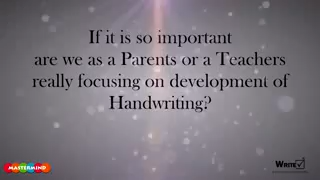 If it is so important
are we as a Parents or a Teachers
really focusing on development of
Handwriting?
MASTERMIND
WRITE